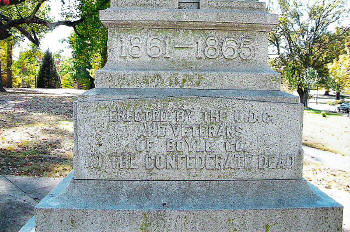 1861-1865
ERECTED BY THE U.D.C.
AND VETERANS
OF BOYLE CO.
TO THE CONFEDERATE DEAD